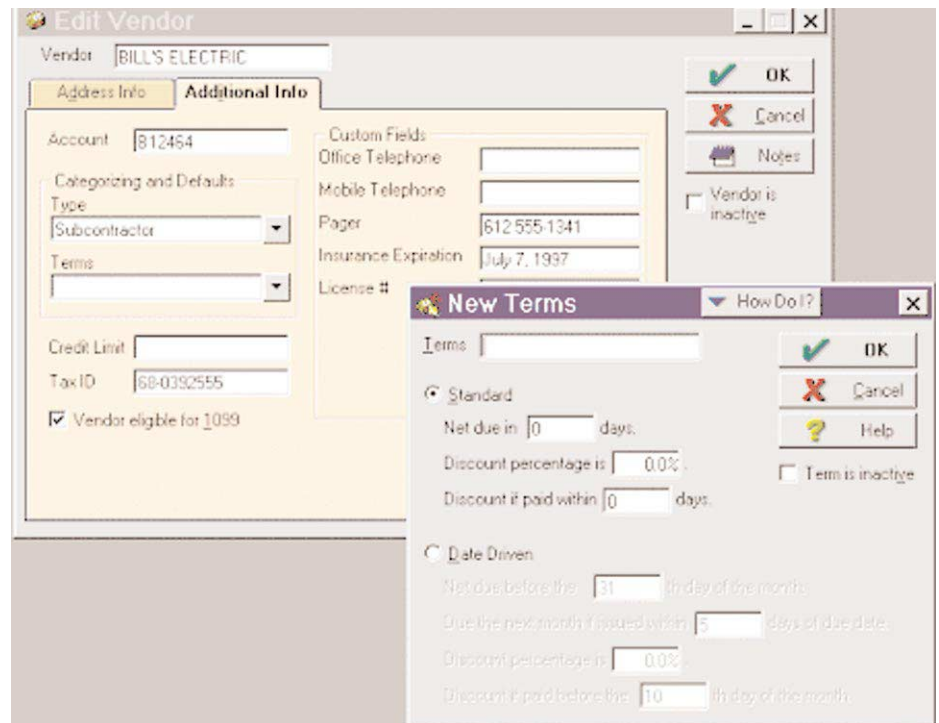 Edit Vendor
Vendor BILL'S ELECTRIC
Address Info Additional Info
OK
Cancel
Notes
Vendor is
inactive
Account 812464
Categorizing and Defaults
Type
Subcontractor
Terms
Credit Limit
Tax ID 68-0392555
Vendor eligible for 1099
Custom Fields
Office Telephone
Mobile Telephone
Pager 612-555-1341
Insurance Expiration July 7, 1997
License #
New Terms How Do I?
Terms
OK
Cancel
Help
Term is inactive
Standard
Net due in 0 days.
Discount percentage is 0.0% .
Discount if paid within 0 days.
Date Driven
Net due before the 31 th day of the month.
Due the next month if issued within 5 days of due date.
Discount percentage is 0.0% .
Discount if paid before the 10 th day of the month.